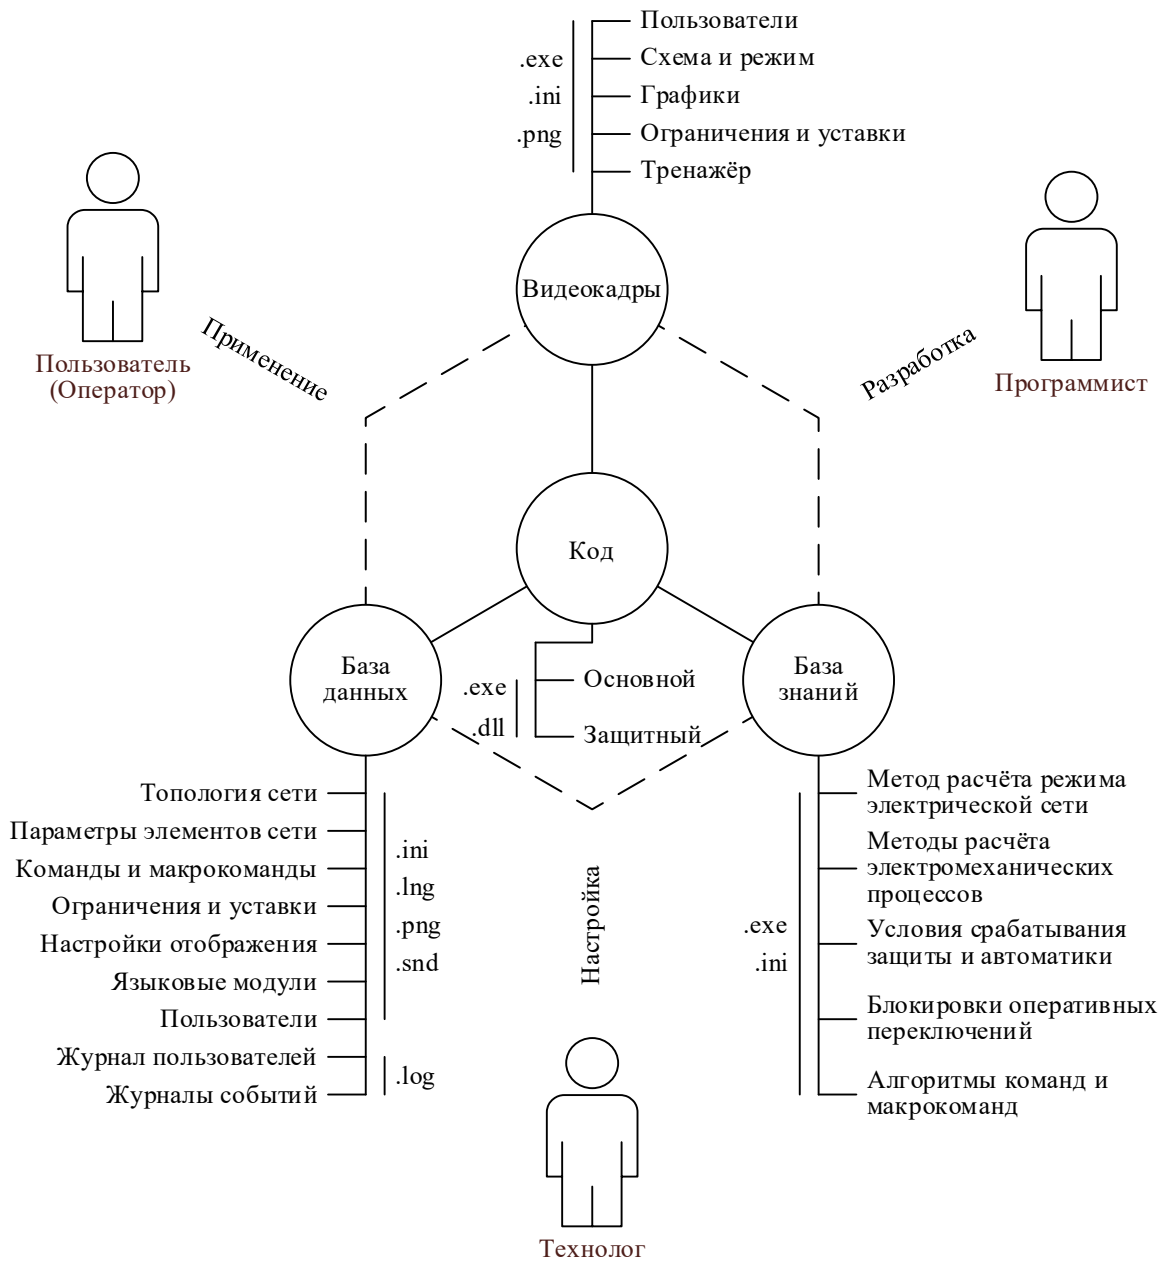 Пользователи
.exe
Схема и режим
.ini
Графики
.png
Ограничения и уставки
Тренажёр
Видеокадры
Применение
Разработка
Пользователь
(Оператор)
Программист
Код
База
данных
База
знаний
.exe
.dll
Основной
Защитный
Топология сети
Параметры элементов сети
Команды и макрокоманды
Ограничения и уставки
Настройки отображения
Языковые модули
Пользователи
Журнал пользователей
Журналы событий
.ini
.lng
.png
.snd
.log
Настройка
.exe
.ini
Метод расчёта режима
электрической сети
Методы расчёта
электромеханических
процессов
Условия срабатывания
защиты и автоматики
Блокировки оперативных
переключений
Алгоритмы команд и
макрокоманд
Технолог